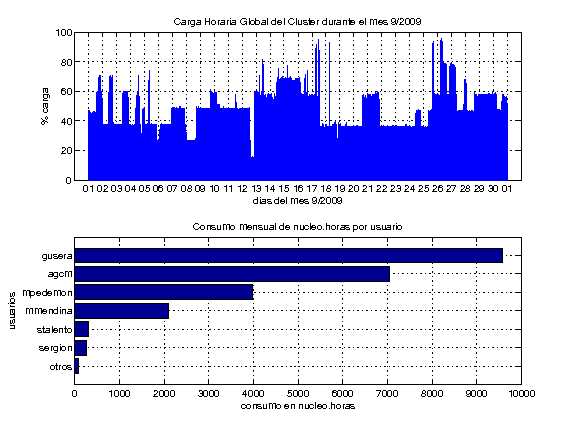 Carga Horaria Global del Cluster durante el mes 9/2009
100
80
60
40
20
0
% carga
01 02 03 04 05 06 07 08 09 10 11 12 13 14 15 16 17 18 19 20 21 22 23 24 25 26 27 28 29 30 01
dias del mes 9/2009
Consumo mensual de nucleo.horas por usuario
gusera
agcm
mpedemon
mmendina
stalento
sergion
otros
usuarios
0 1000 2000 3000 4000 5000 6000 7000 8000 9000 10000
consumo en nucleo.horas